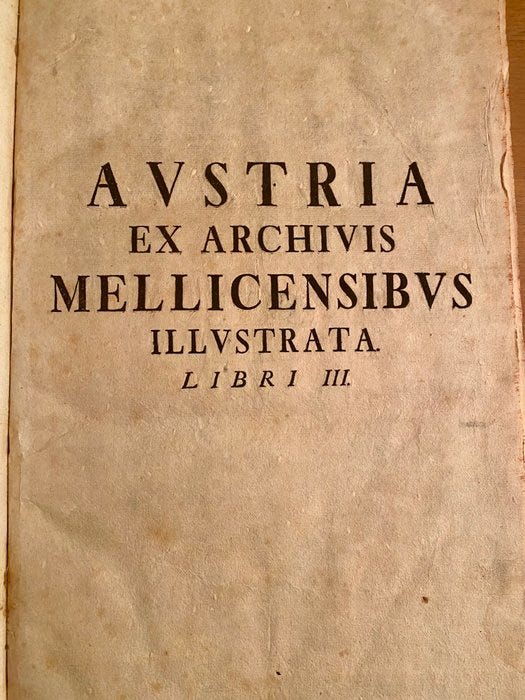 AVSTRIA
EX ARCHIVIS
MELLICENSIBVS
ILLVSTRATA.
LIBRI III.